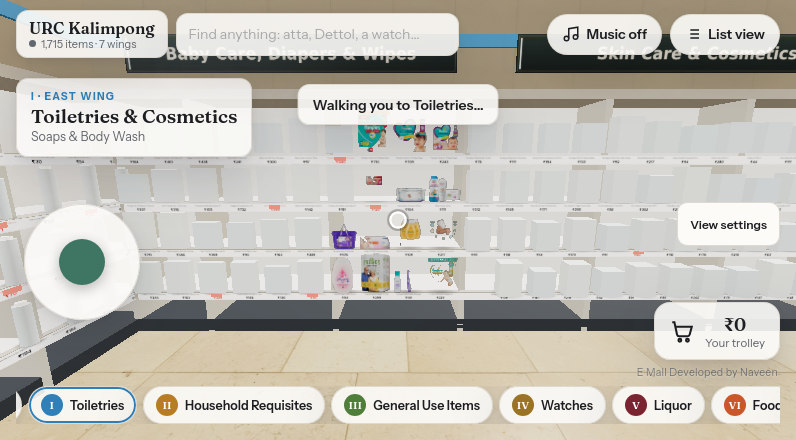 URC Kalimpong
1,715 items · 7 wings
Find anything: atta, Dettol, a watch...
Music off
List view
Baby Care, Diapers & Wipes
Skin Care & Cosmetics
I · EAST WING
Toiletries & Cosmetics
Soaps & Body Wash
Walking you to Toiletries...
View settings
₹0
Your trolley
E Mall Developed by Naveen
I Toiletries
II Household Requisites
III General Use Items
IV Watches
V Liquor
VI Food